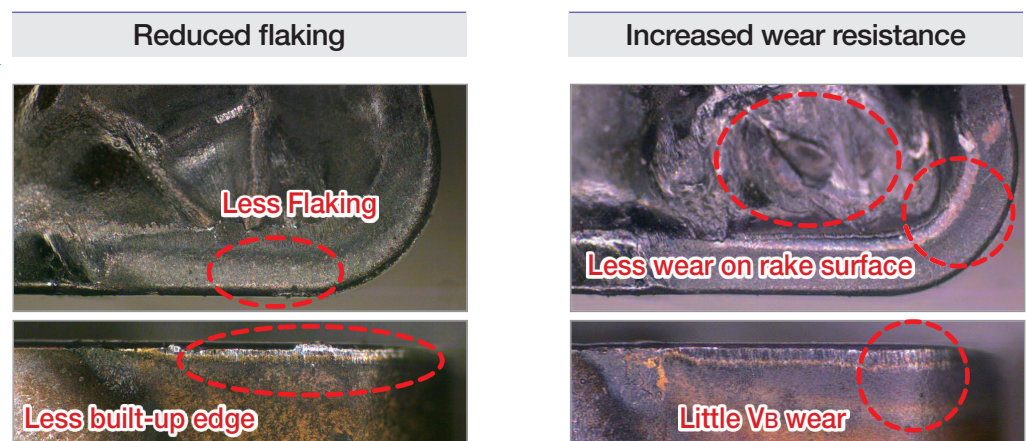 Reduced flaking
Increased wear resistance
Less Flaking
Less wear on rake surface
Less built-up edge
Little VB wear